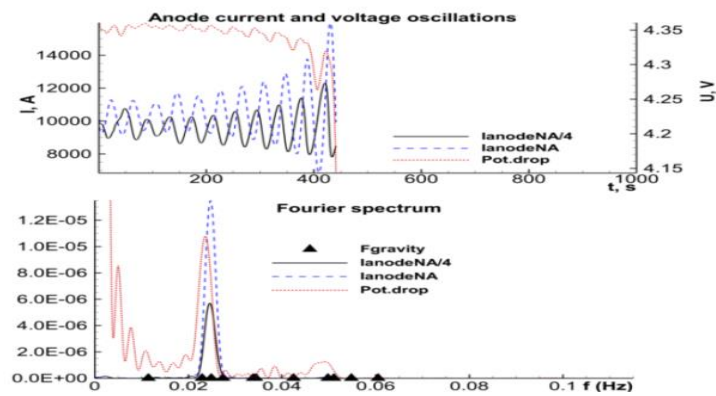 Anode current and voltage oscillations
I, A
14000
12000
10000
8000
4.35
4.3
4.25
4.2
4.15
U, V
IanodeNA/4
IanodeNA
Pot.drop
200
400
600
800
1000
t, s
Fourier spectrum
1.2E-05
1.0E-05
8.0E-06
6.0E-06
4.0E-06
2.0E-06
0.0E+00
Fgravity
IanodeNA/4
IanodeNA
Pot.drop
0
0.02
0.04
0.06
0.08
0.1
f (Hz)